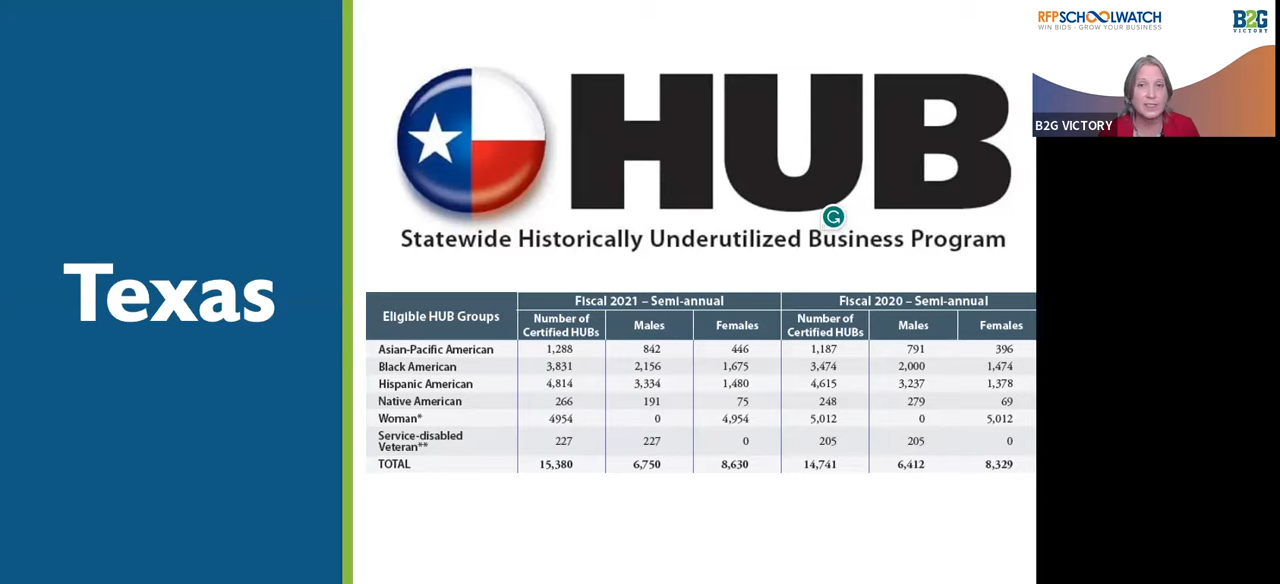 Texas
HUB
Statewide Historically Underutilized Business Program
Eligible HUB Groups Fiscal 2021 – Semi-annual Fiscal 2020 – Semi-annual
Number of Certified HUBs Males Females Number of Certified HUBs Males Females
Asian-Pacific American 1,288 842 446 1,187 791 396
Black American 3,831 2,156 1,675 3,474 2,000 1,474
Hispanic American 4,814 3,334 1,480 4,615 3,237 1,378
Native American 266 191 75 248 279 69
Woman* 4954 0 4,954 5,012 0 5,012
Service-disabled Veteran** 227 227 0 205 205 0
TOTAL 15,380 6,750 8,630 14,741 6,412 8,329
RFPSCHOOLWATCH
WIN BIDS - GROW YOUR BUSINESS
B2G
VICTORY
B2G VICTORY